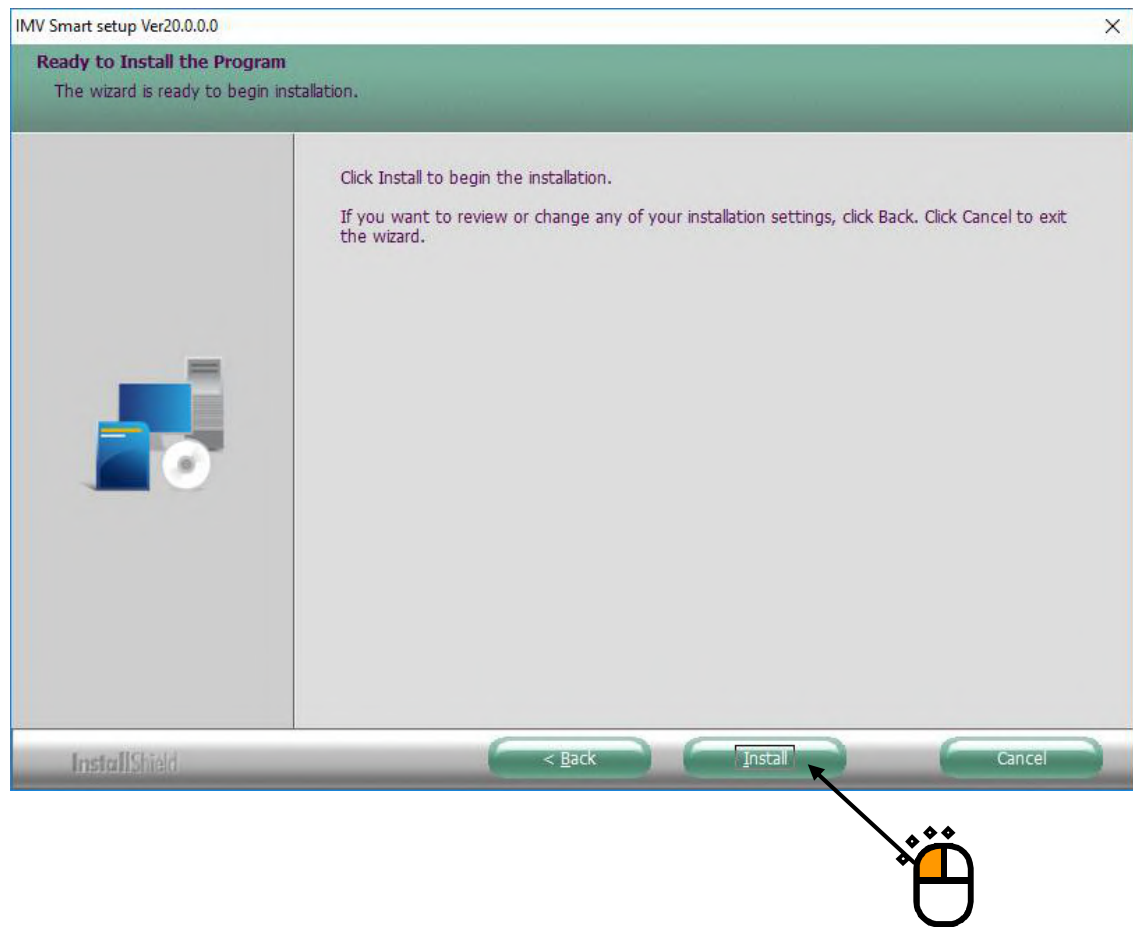 IMV Smart setup Ver20.0.0.0
Ready to Install the Program
The wizard is ready to begin installation.
Click Install to begin the installation.
If you want to review or change any of your installation settings, click Back. Click Cancel to exit
the wizard.
InstallShield
< Back
Install
Cancel